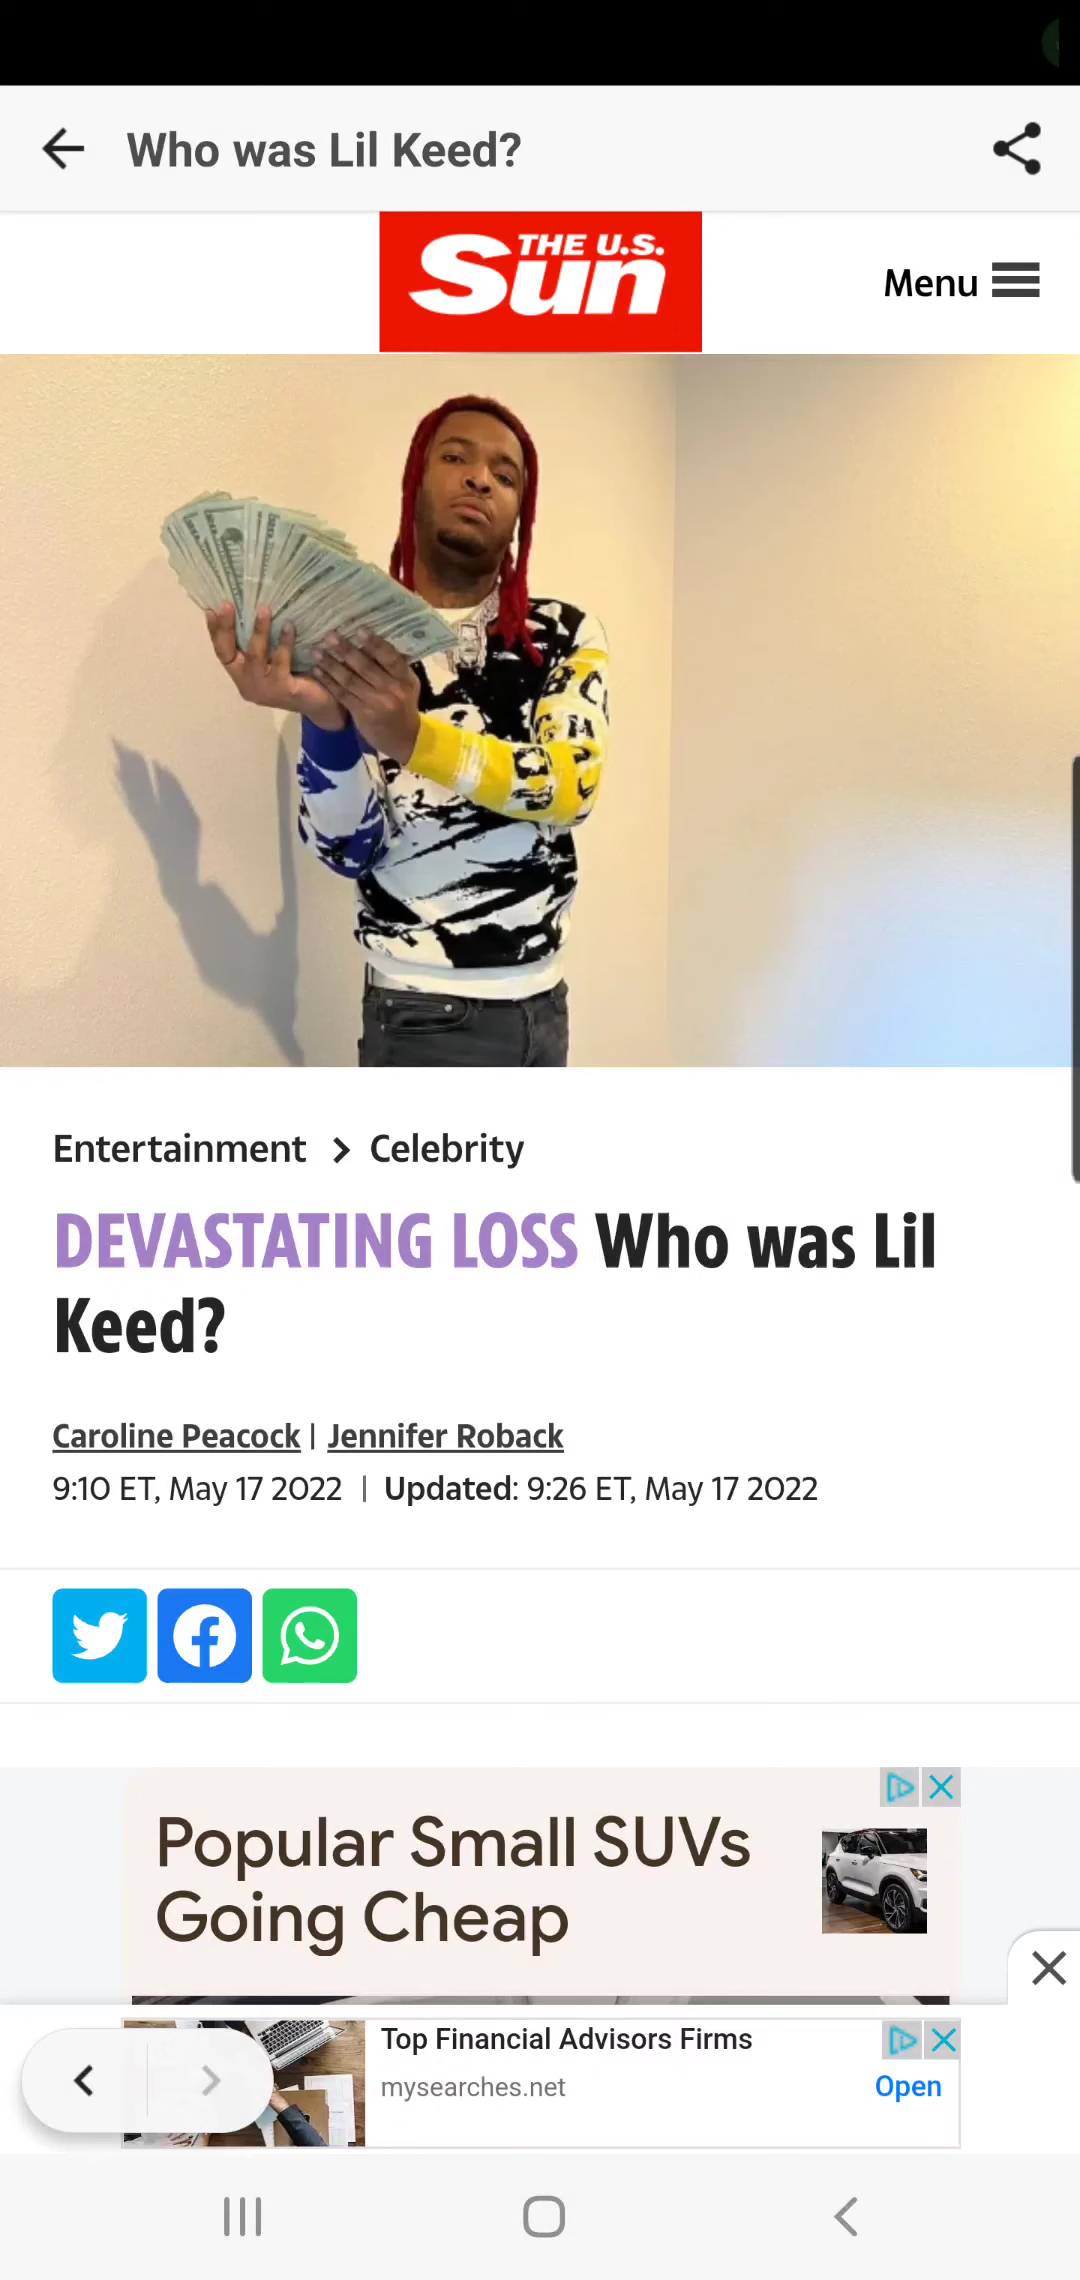 Who was Lil Keed?
THE U.S.
Sun
Menu
Entertainment > Celebrity
DEVASTATING LOSS Who was Lil
Keed?
Caroline Peacock | Jennifer Roback
9:10 ET, May 17 2022 | Updated: 9:26 ET, May 17 2022
Popular Small SUVs
Going Cheap
Top Financial Advisors Firms
mysearches.net
Open